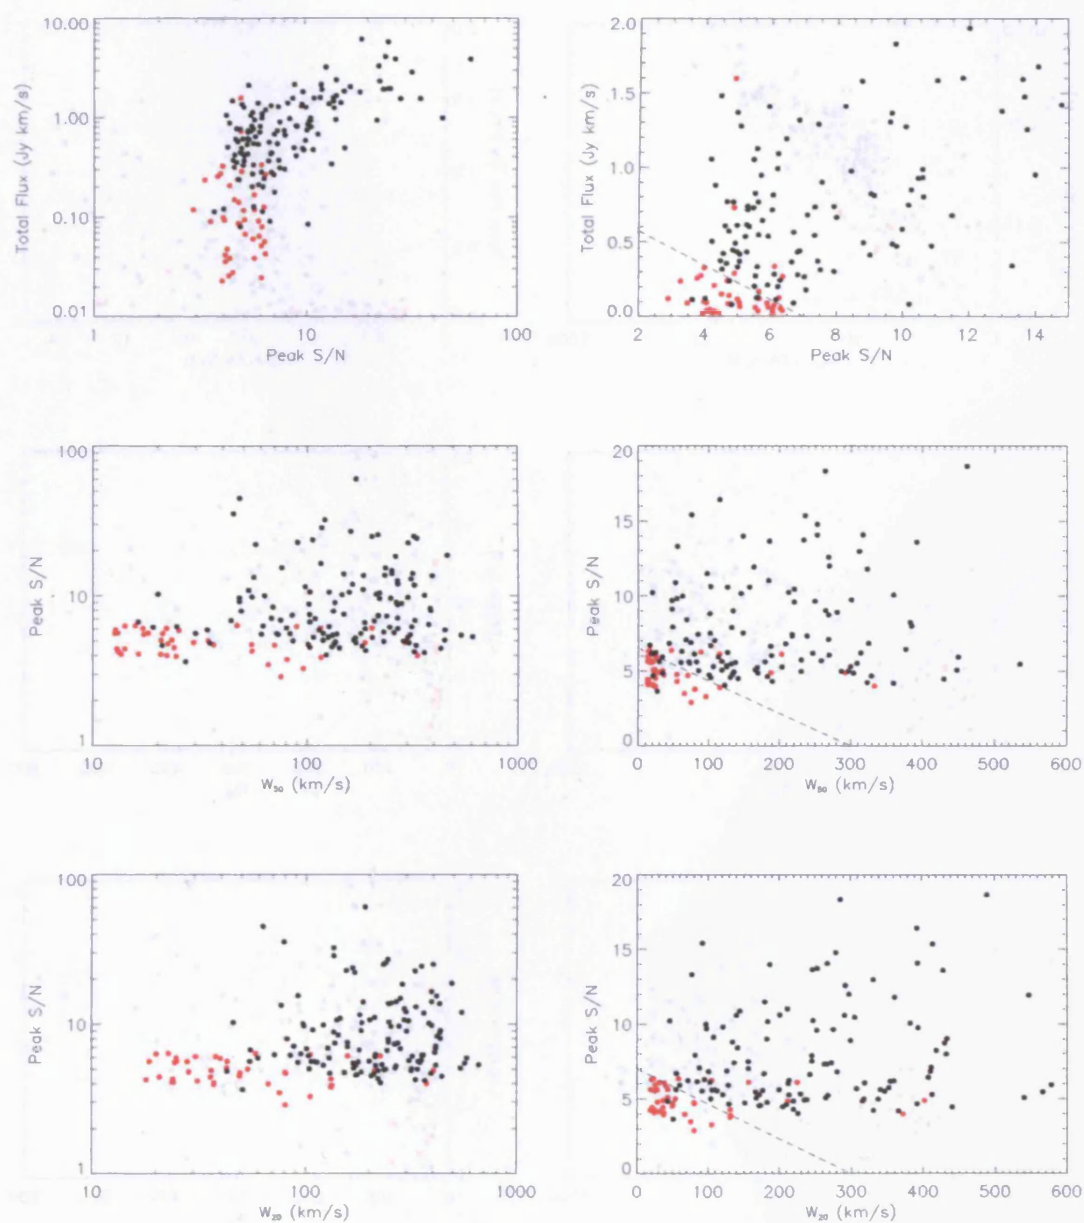 10.00
1.00
0.10
0.01
Total Flux (Jy km/s)
1 10 100
Peak S/N
2.0
1.5
1.0
0.5
0.0
Total Flux (Jy km/s)
2 4 6 8 10 12 14
Peak S/N
100
10
1
Peak S/N
10 100 1000
W50 (km/s)
20
15
10
5
0
Peak S/N
0 100 200 300 400 500 600
W50 (km/s)
100
10
1
Peak S/N
10 100 1000
W20 (km/s)
20
15
10
5
0
Peak S/N
0 100 200 300 400 500 600
W20 (km/s)